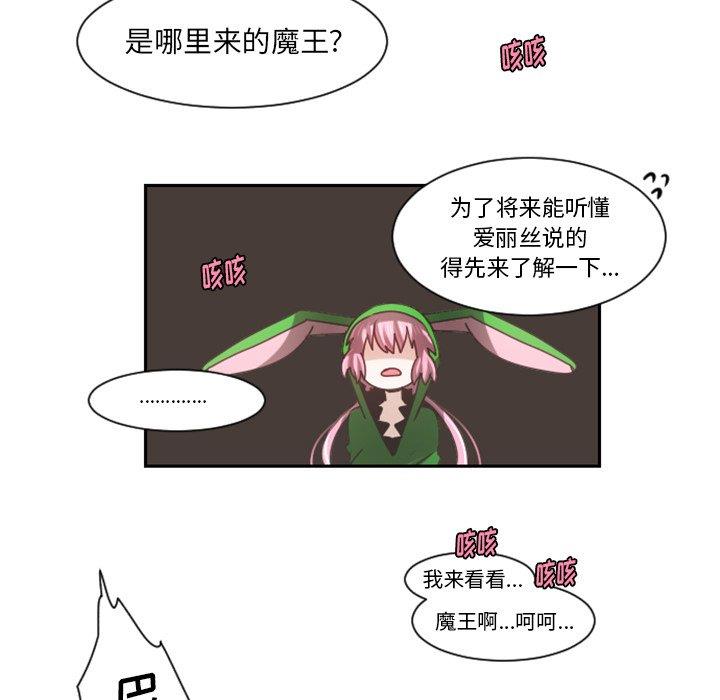 是哪里来的魔王?
咳咳
为了将来能听懂
爱丽丝说的
得先来了解一下...
咳咳
.............
咳咳
我来看看...
咳咳
魔王啊...呵呵...
巴